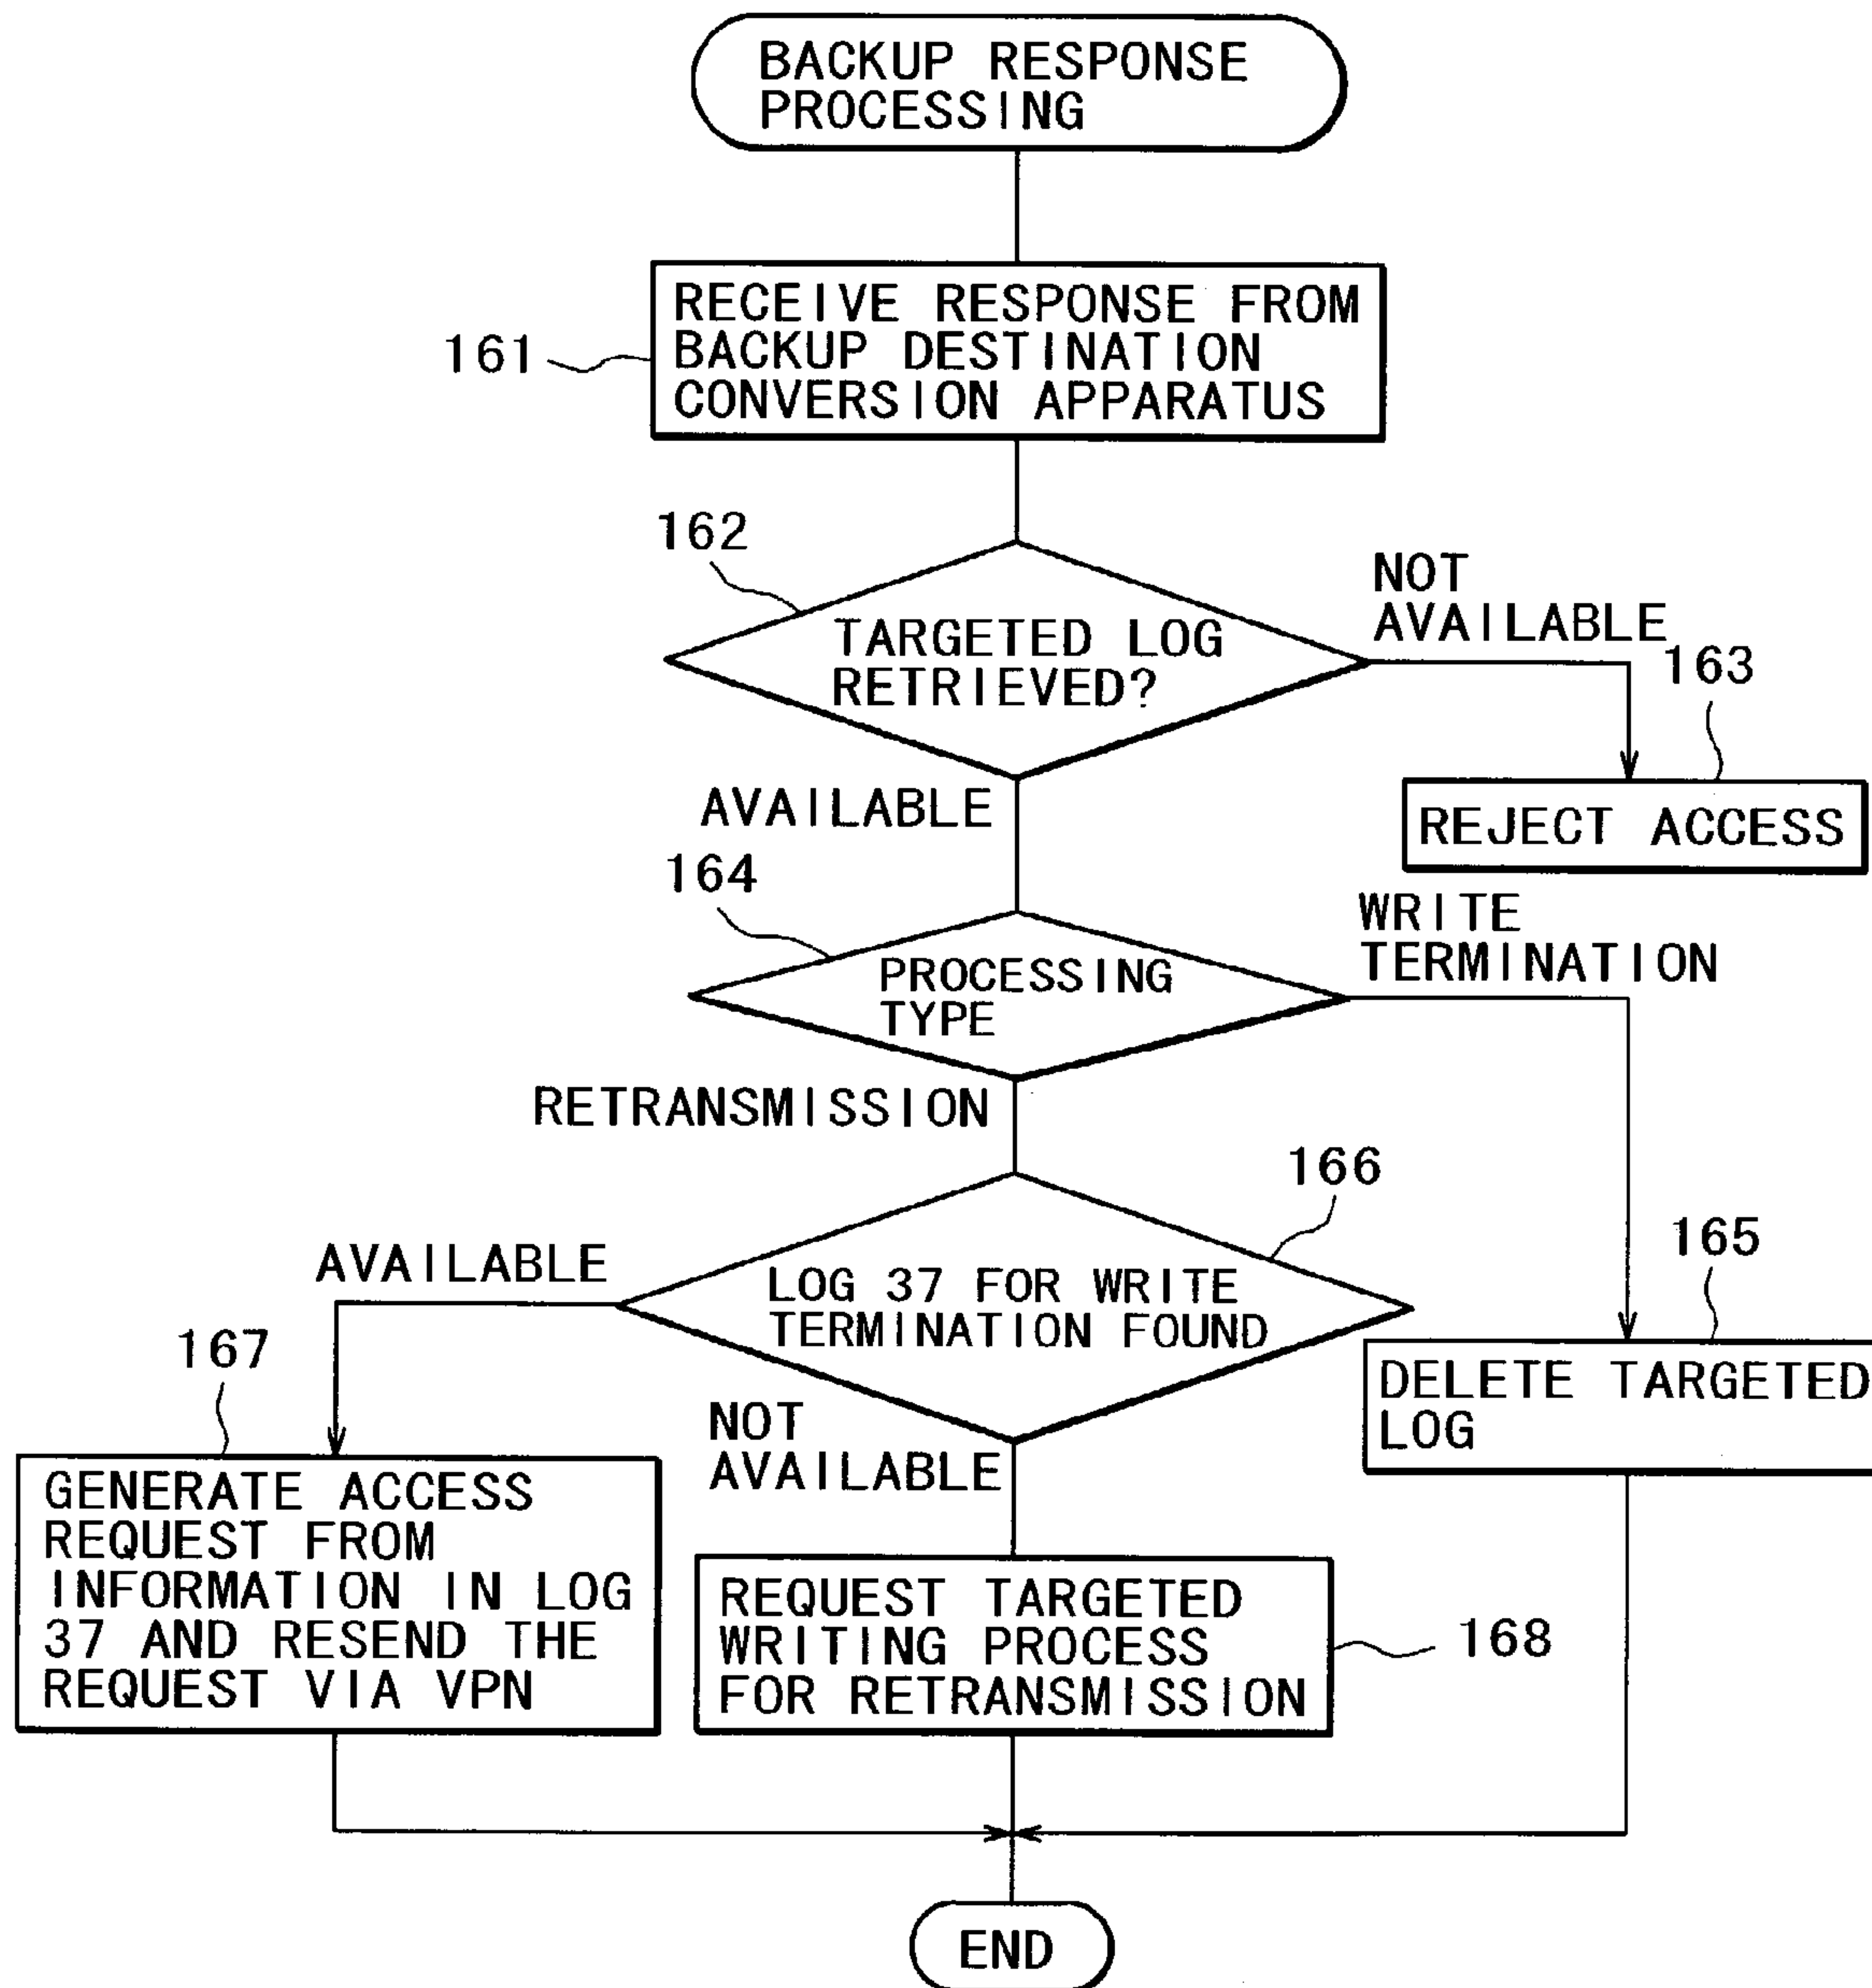 BACKUP RESPONSE
PROCESSING
161
RECEIVE RESPONSE FROM
BACKUP DESTINATION
CONVERSION APPARATUS
162
TARGETED LOG
RETRIEVED?
NOT
AVAILABLE
163
REJECT ACCESS
AVAILABLE
164
PROCESSING
TYPE
WRITE
TERMINATION
RETRANSMISSION
166
LOG 37 FOR WRITE
TERMINATION FOUND
AVAILABLE
165
DELETE TARGETED
LOG
167
GENERATE ACCESS
REQUEST FROM
INFORMATION IN LOG
37 AND RESEND THE
REQUEST VIA VPN
NOT
AVAILABLE
REQUEST TARGETED
WRITING PROCESS
FOR RETRANSMISSION
168
END